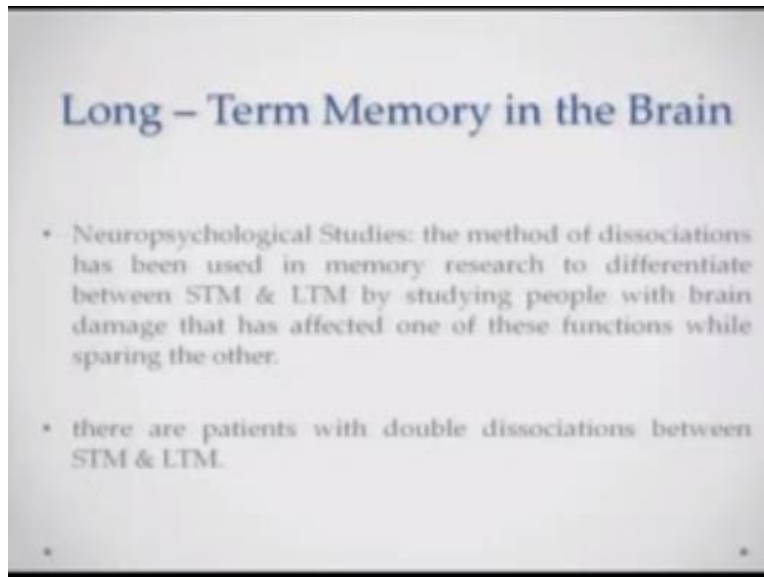 Long – Term Memory in the Brain
• Neuropsychological Studies: the method of dissociations
has been used in memory research to differentiate
between STM & LTM by studying people with brain
damage that has affected one of these functions while
sparing the other.
• there are patients with double dissociations between
STM & LTM.